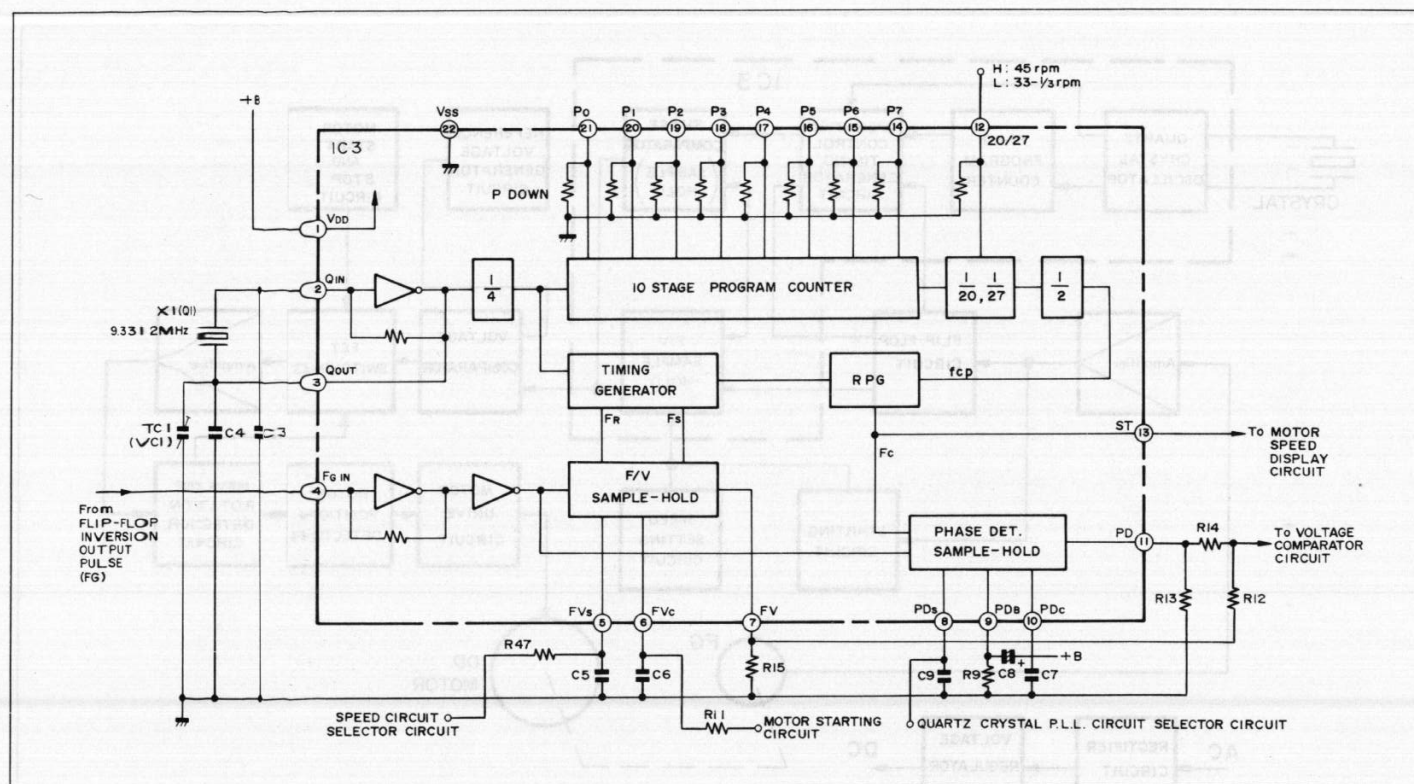 H : 45 rpm
L : 33-1/3 rpm
+B
VSS
P0
P1
P2
P3
P4
P5
P6
P7
22
21
20
19
18
17
16
15
14
12
20/27
IC3
P DOWN
VDD
1
QIN
2
1/4
10 STAGE PROGRAM COUNTER
1/20, 1/27
1/2
X1(Q1)
9.3312MHz
QOUT
3
TIMING
GENERATOR
RPG
fcp
FR
FS
ST
13
To MOTOR
SPEED
DISPLAY
CIRCUIT
TC1
(VC1)
C4
C3
FC
FG IN
4
F/V
SAMPLE-HOLD
From
FLIP-FLOP
INVERSION
OUTPUT
PULSE
(FG)
PHASE DET.
SAMPLE-HOLD
PD
11
R14
To VOLTAGE
COMPARATOR
CIRCUIT
R13
R12
FVs
5
FVc
6
FV
7
PDs
8
PDB
9
PDc
10
R47
C5
C6
R15
C9
R9
C8
+
+B
C7
SPEED CIRCUIT
SELECTOR CIRCUIT
R11
MOTOR STARTING
CIRCUIT
QUARTZ CRYSTAL P.L.L. CIRCUIT SELECTOR CIRCUIT